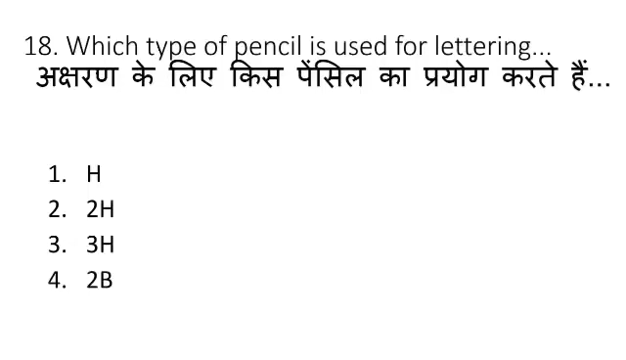 18. Which type of pencil is used for lettering...
अक्षरण के लिए किस पेंसिल का प्रयोग करते हैं...
1. H
2. 2H
3. 3H
4. 2B